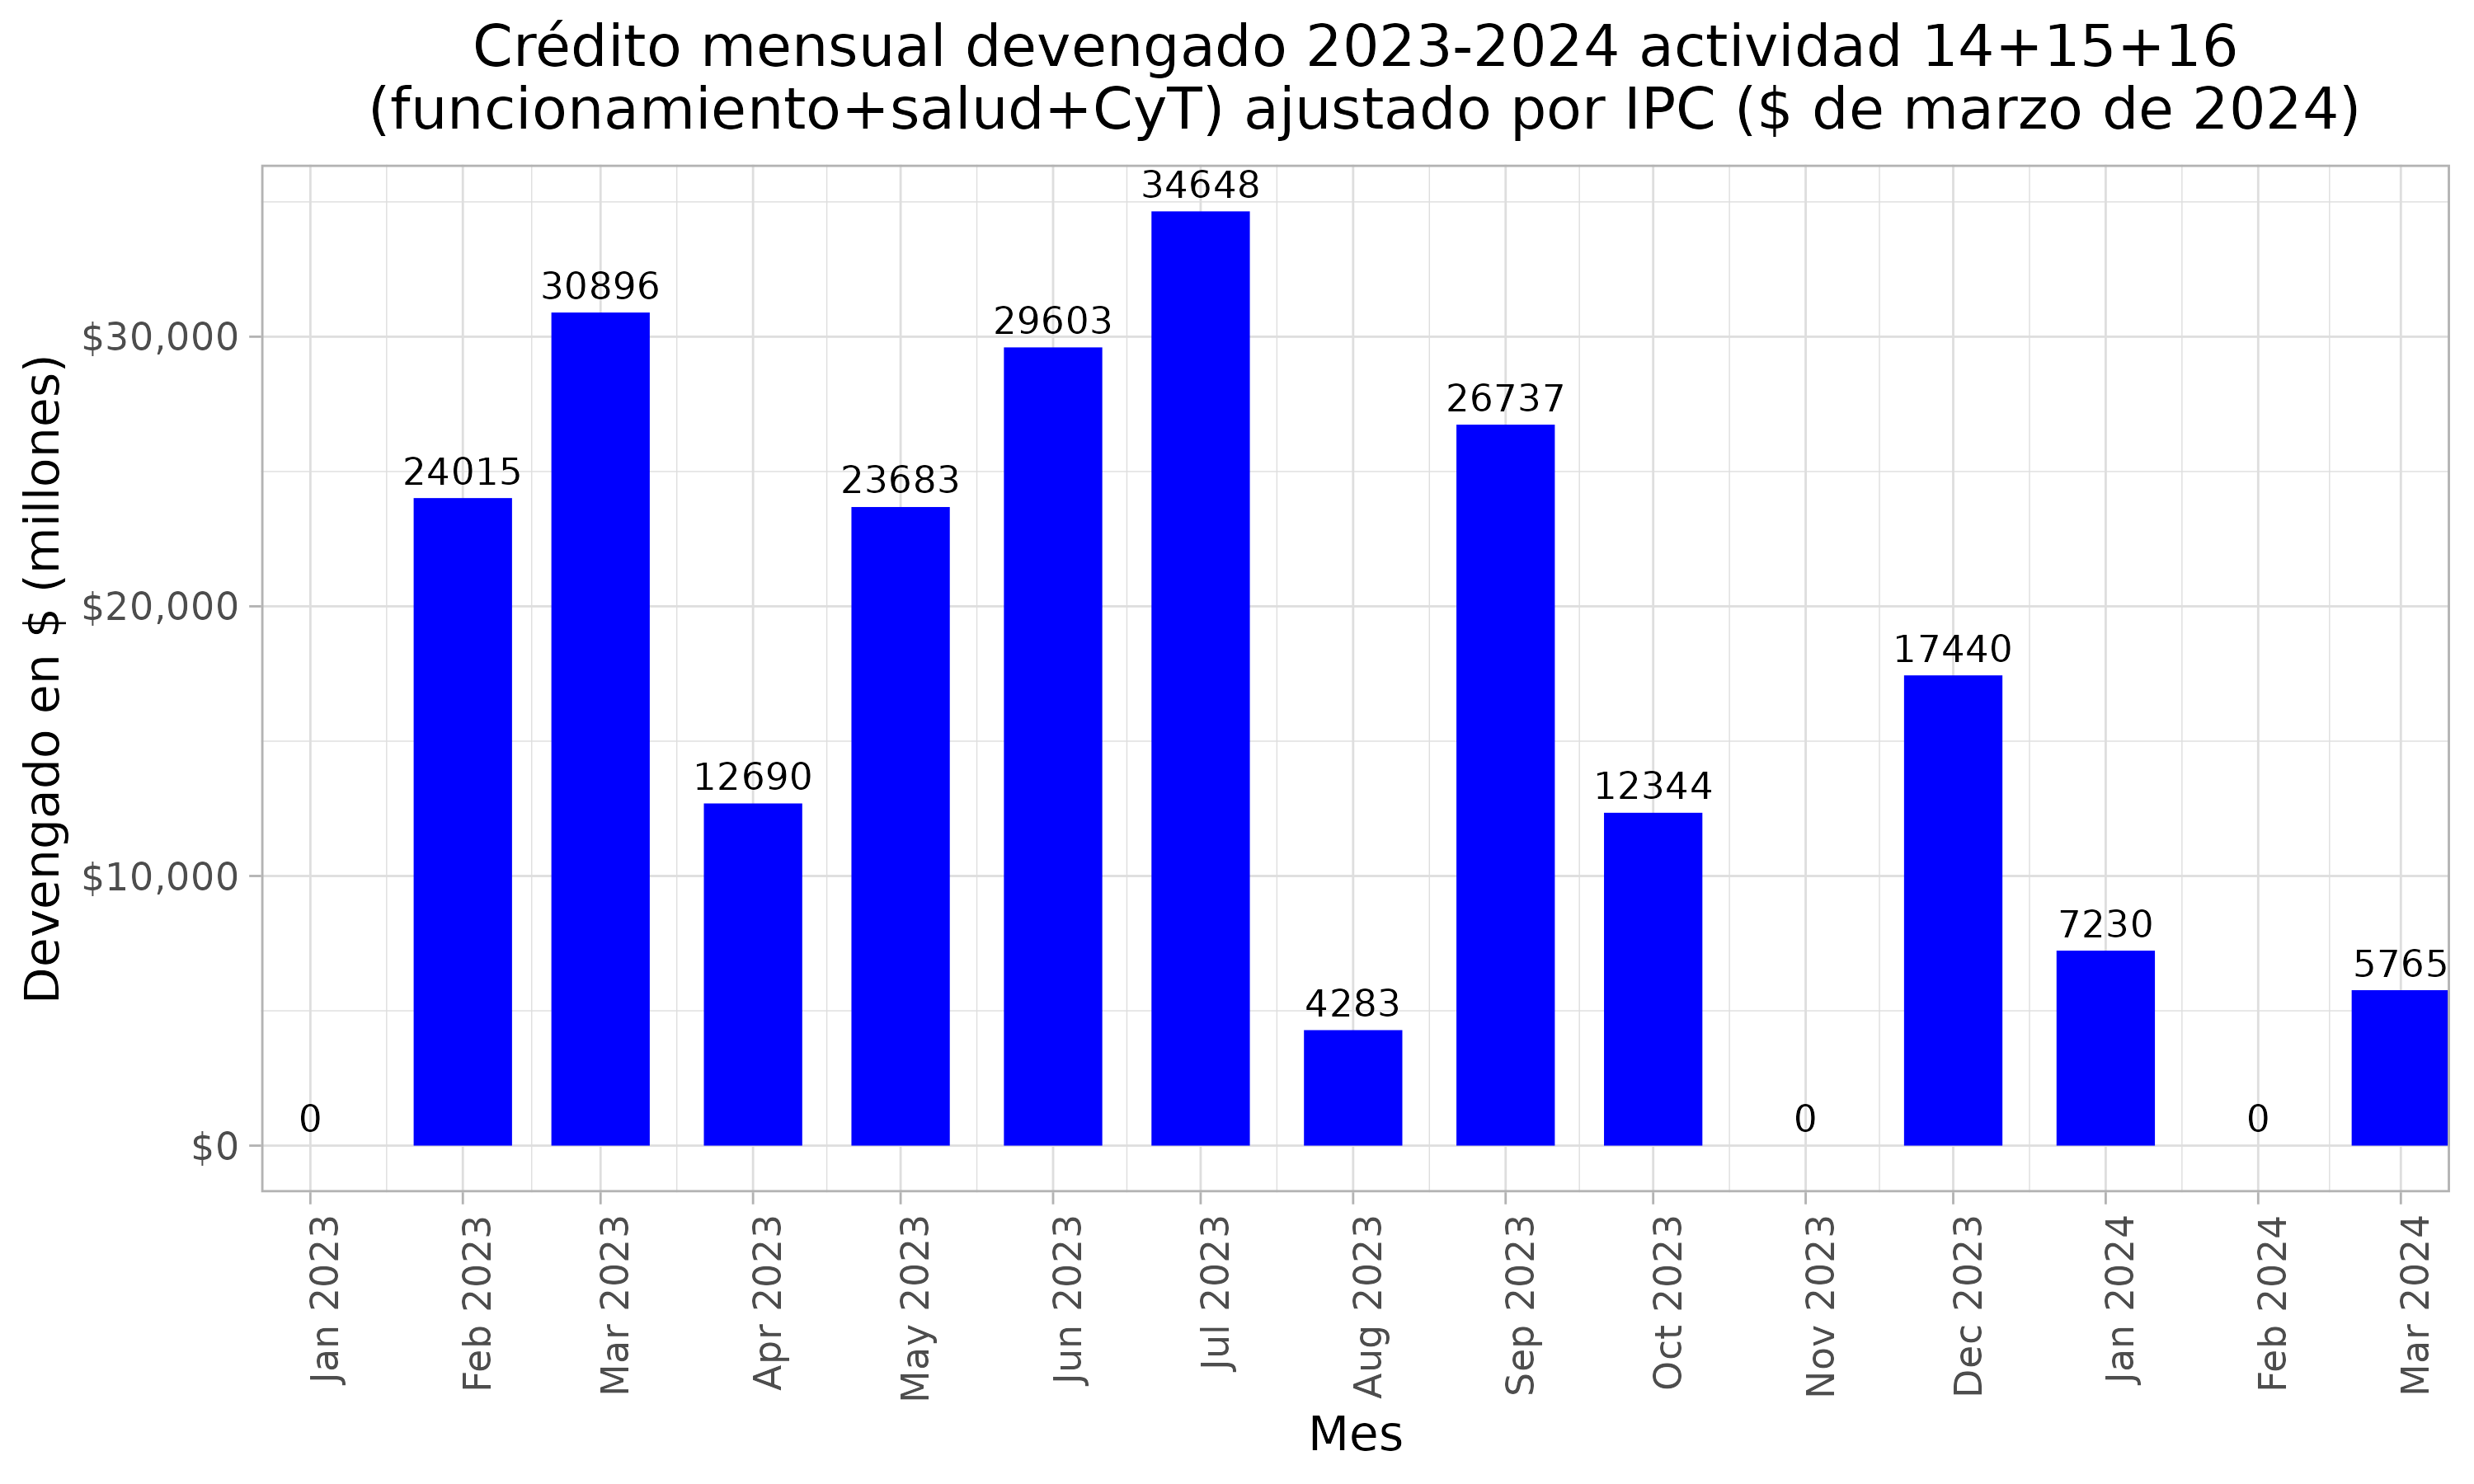 Crédito mensual devengado 2023-2024 actividad 14+15+16
(funcionamiento+salud+CyT) ajustado por IPC ($ de marzo de 2024)
Devengado en $ (millones)
$30,000
$20,000
$10,000
$0
0
24015
30896
12690
23683
29603
34648
4283
26737
12344
0
17440
7230
0
5765
Jan 2023
Feb 2023
Mar 2023
Apr 2023
May 2023
Jun 2023
Jul 2023
Aug 2023
Sep 2023
Oct 2023
Nov 2023
Dec 2023
Jan 2024
Feb 2024
Mar 2024
Mes